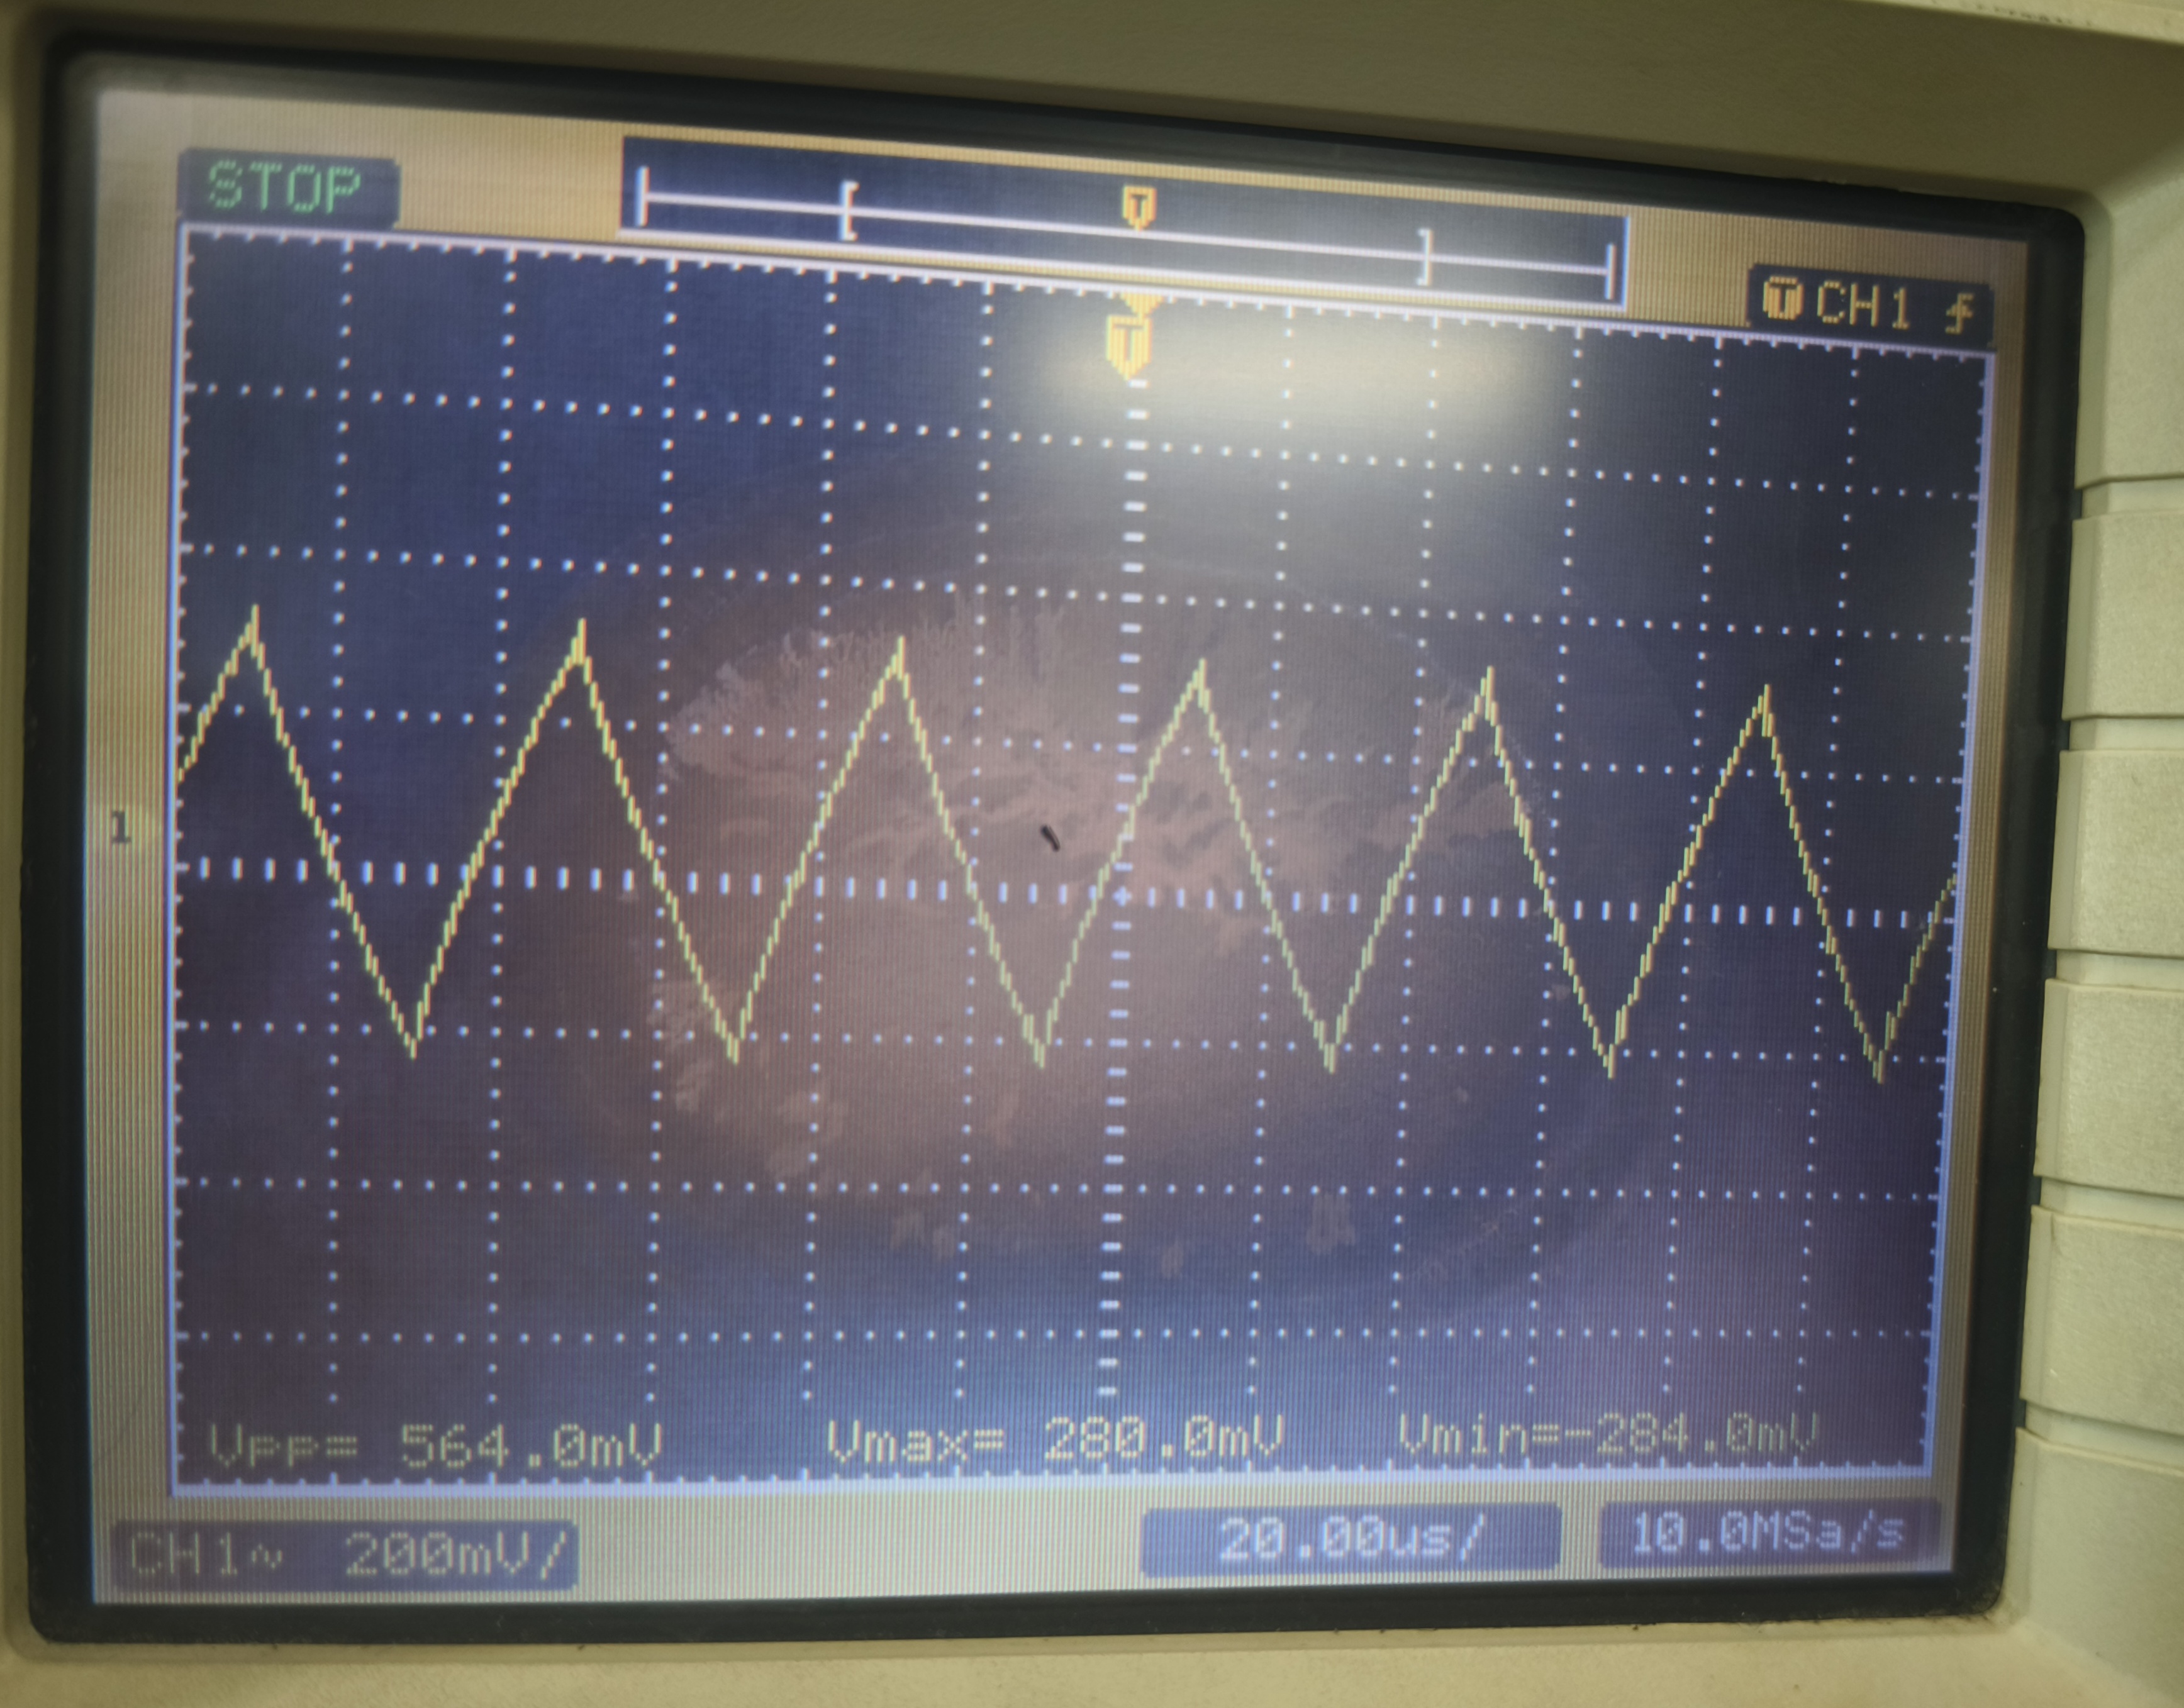 STOP
T
T CH1
T
1
Vpp= 564.0mV Vmax= 280.0mV Vmin=-284.0mV
CH1~ 200mV/ 20.00us/ 10.0MSa/s